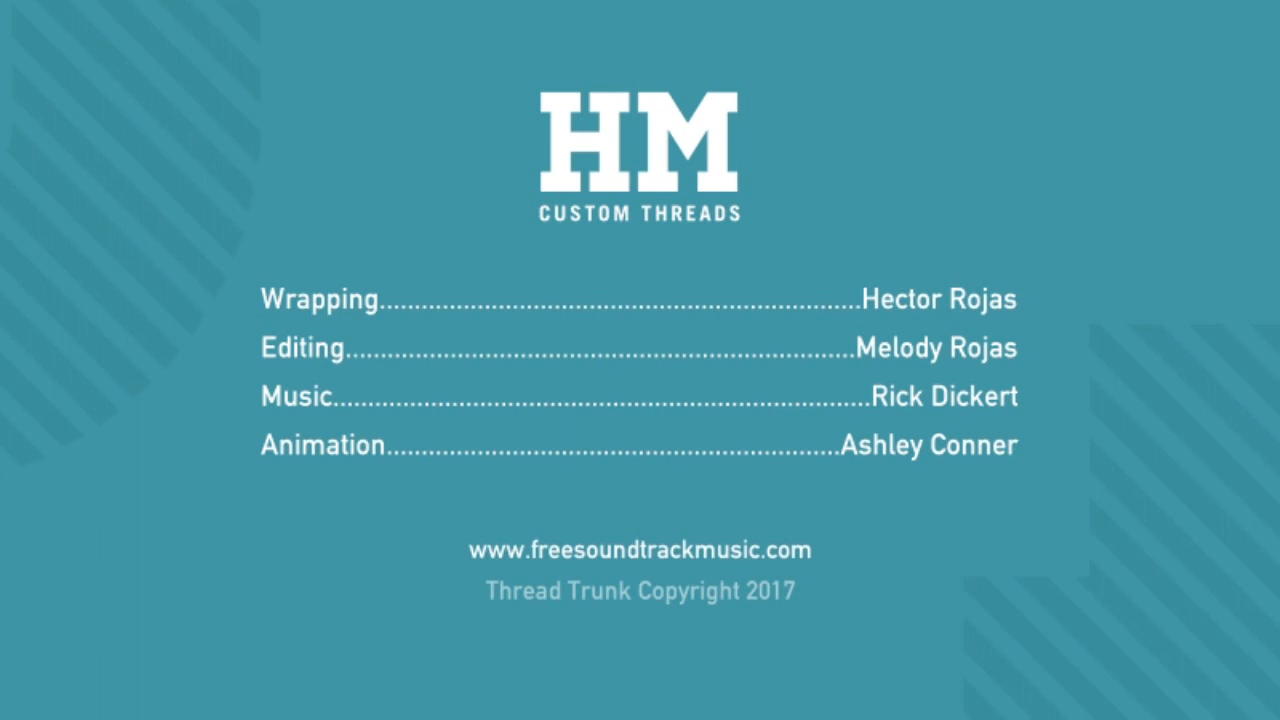 HM
CUSTOM THREADS
Wrapping.....................................................................Hector Rojas
Editing.........................................................................Melody Rojas
Music.............................................................................Rick Dickert
Animation.................................................................Ashley Conner
www.freesoundtrackmusic.com
Thread Trunk Copyright 2017